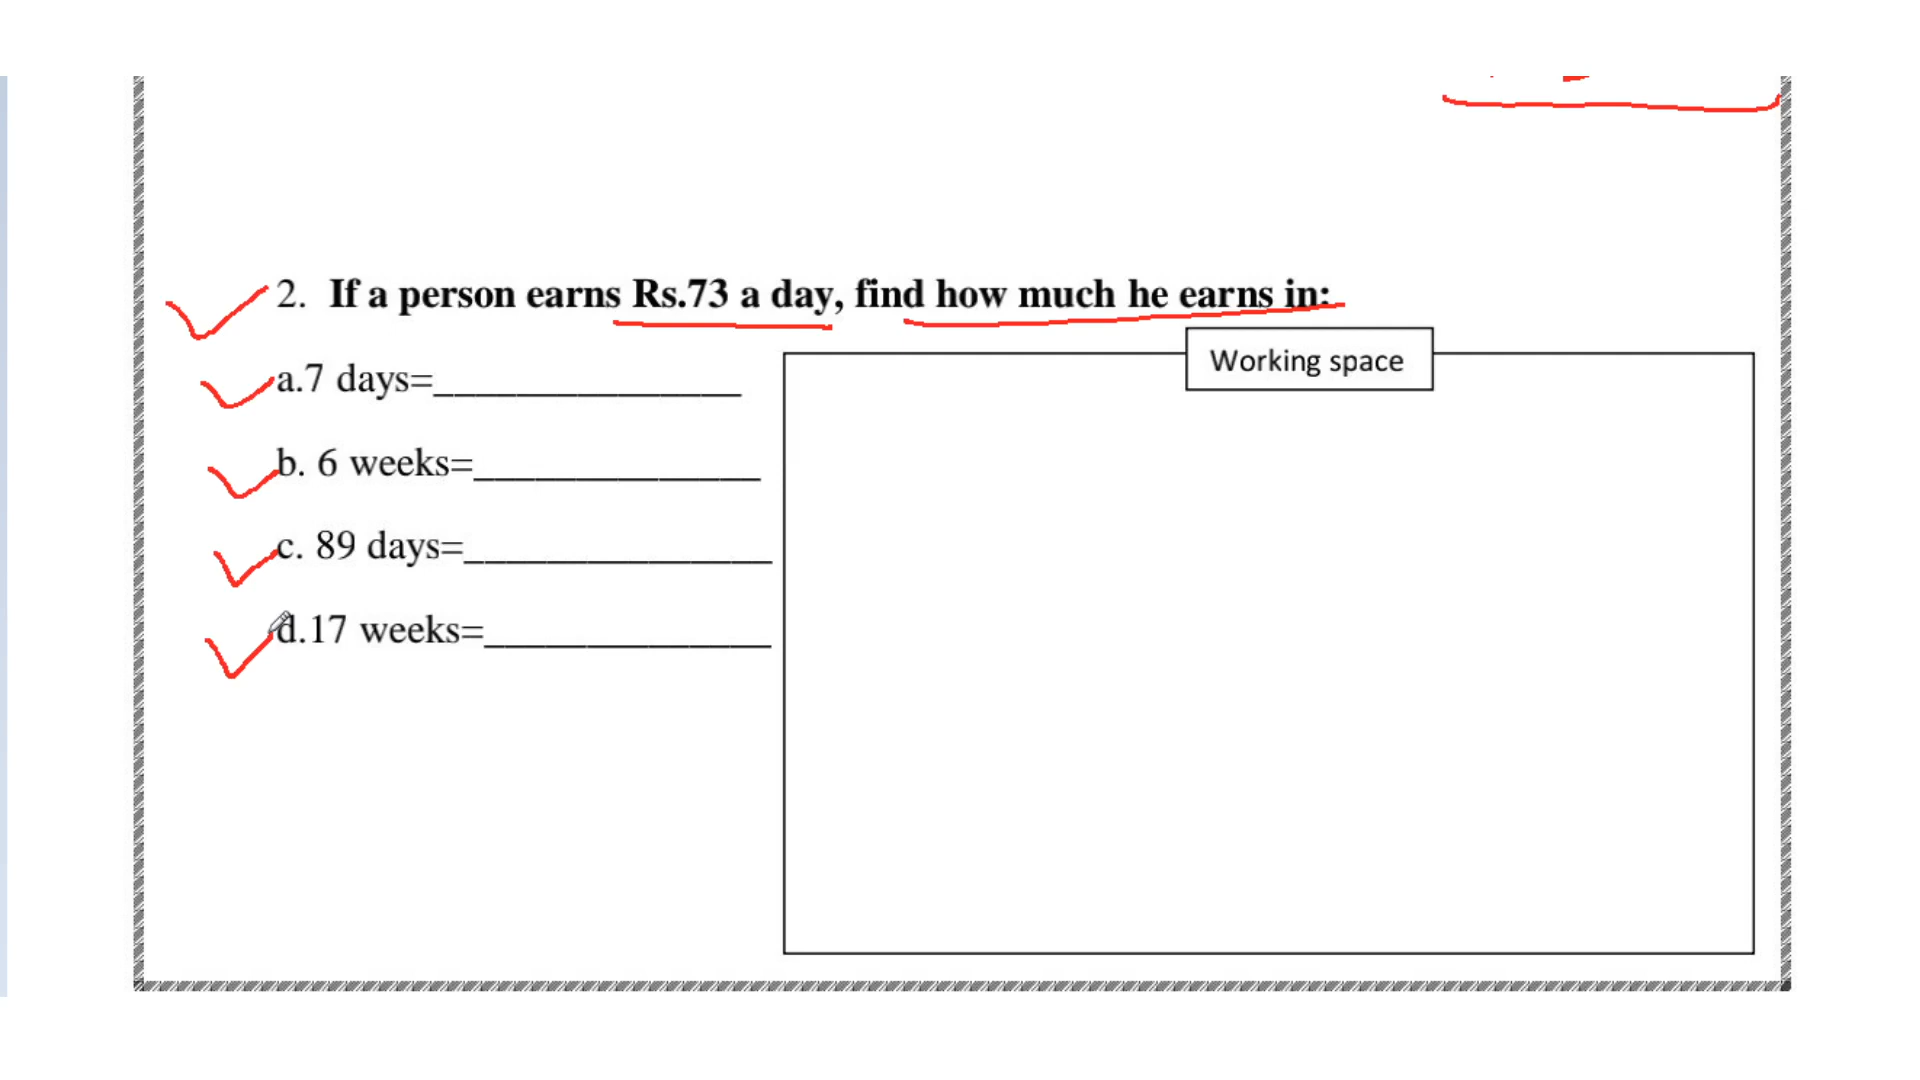 2. If a person earns Rs.73 a day, find how much he earns in:
Working space
a.7 days=_______________
b. 6 weeks=______________
c. 89 days=_______________
d.17 weeks=______________